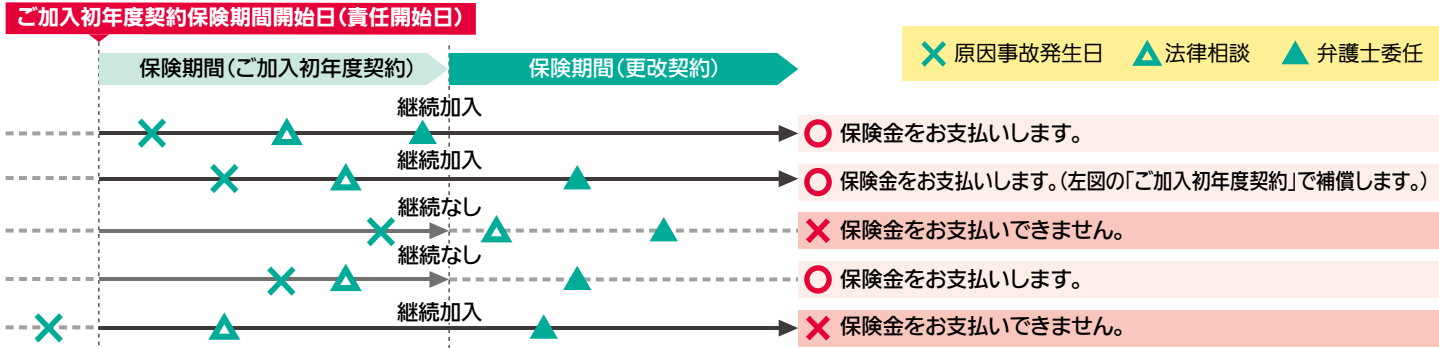 ご加入初年度契約保険期間開始日(責任開始日)
原因事故発生日 法律相談 弁護士委任
保険期間(ご加入初年度契約) 保険期間(更改契約)
継続加入
保険金をお支払いします。
継続加入
保険金をお支払いします。(左図の「ご加入初年度契約」で補償します。)
継続なし
保険金をお支払いできません。
継続なし
保険金をお支払いします。
継続加入
保険金をお支払いできません。